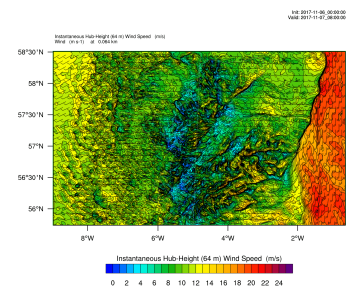 Init: 2017-11-06_00:00:00
Valid: 2017-11-07_08:00:00
Instantaneous Hub-Height (64 m) Wind Speed (m/s)
Wind (m s-1) at 0.064 km
58°30'N
58°N
57°30'N
57°N
56°30'N
56°N
8°W 6°W 4°W 2°W
Instantaneous Hub-Height (64 m) Wind Speed (m/s)
0 2 4 6 8 10 12 14 16 18 20 22 24